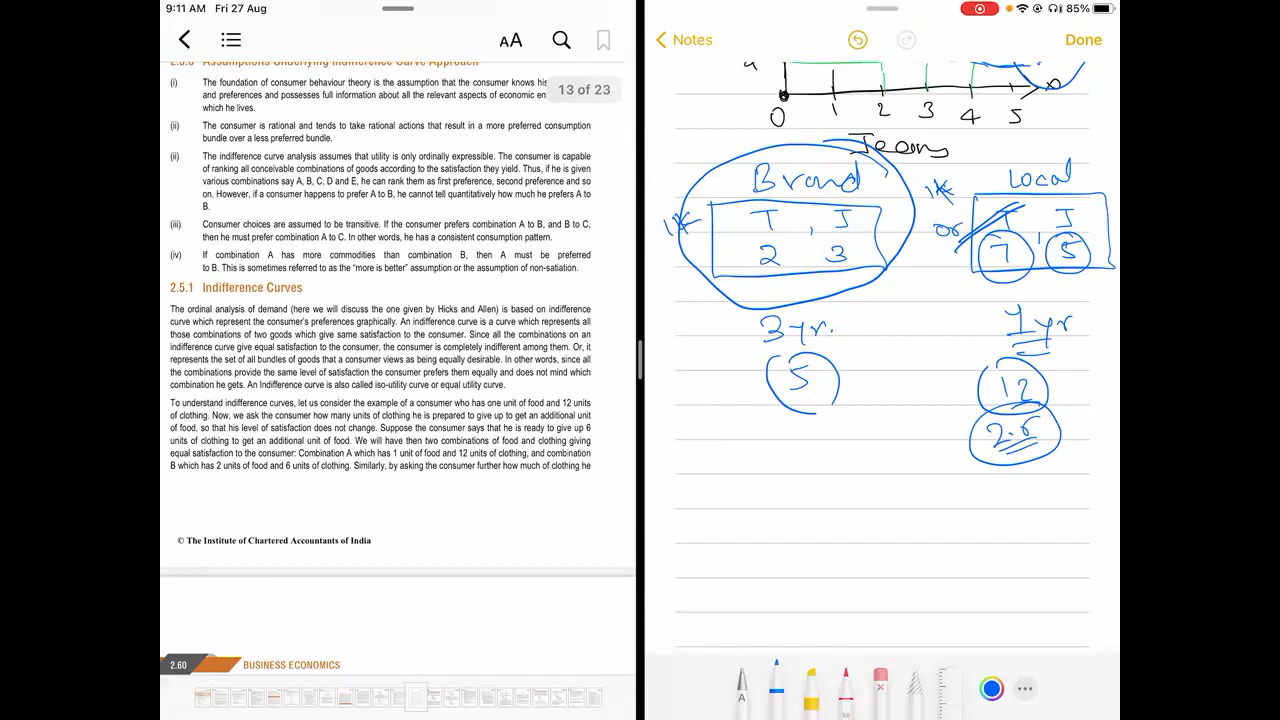 9:11 AM Fri 27 Aug
85%
AA
Notes
Done
2.5.0 Assumptions Underlying Indifference Curve Approach
13 of 23
(i) The foundation of consumer behaviour theory is the assumption that the consumer knows his
and preferences and possesses full information about all the relevant aspects of economic en
which he lives.
(ii) The consumer is rational and tends to take rational actions that result in a more preferred consumption
bundle over a less preferred bundle.
(ii) The indifference curve analysis assumes that utility is only ordinally expressible. The consumer is capable
of ranking all conceivable combinations of goods according to the satisfaction they yield. Thus, if he is given
various combinations say A, B, C, D and E, he can rank them as first preference, second preference and so
on. However, if a consumer happens to prefer A to B, he cannot tell quantitatively how much he prefers A to
B.
(iii) Consumer choices are assumed to be transitive. If the consumer prefers combination A to B, and B to C,
then he must prefer combination A to C. In other words, he has a consistent consumption pattern.
(iv) If combination A has more commodities than combination B, then A must be preferred
to B. This is sometimes referred to as the “more is better” assumption or the assumption of non-satiation.
2.5.1 Indifference Curves
The ordinal analysis of demand (here we will discuss the one given by Hicks and Allen) is based on indifference
curve which represent the consumer's preferences graphically. An indifference curve is a curve which represents all
those combinations of two goods which give same satisfaction to the consumer. Since all the combinations on an
indifference curve give equal satisfaction to the consumer, the consumer is completely indifferent among them. Or, it
represents the set of all bundles of goods that a consumer views as being equally desirable. In other words, since all
the combinations provide the same level of satisfaction the consumer prefers them equally and does not mind which
combination he gets. An Indifference curve is also called iso-utility curve or equal utility curve.
To understand indifference curves, let us consider the example of a consumer who has one unit of food and 12 units
of clothing. Now, we ask the consumer how many units of clothing he is prepared to give up to get an additional unit
of food, so that his level of satisfaction does not change. Suppose the consumer says that he is ready to give up 6
units of clothing to get an additional unit of food. We will have then two combinations of food and clothing giving
equal satisfaction to the consumer: Combination A which has 1 unit of food and 12 units of clothing, and combination
B which has 2 units of food and 6 units of clothing. Similarly, by asking the consumer further how much of clothing he
© The Institute of Chartered Accountants of India
2.60 BUSINESS ECONOMICS
0 1 2 3 4 5
Jeans
Brand Local
1K 1K
T , J or T , J
2 3 7 5
3 yr. 1 yr
5 12
2.5